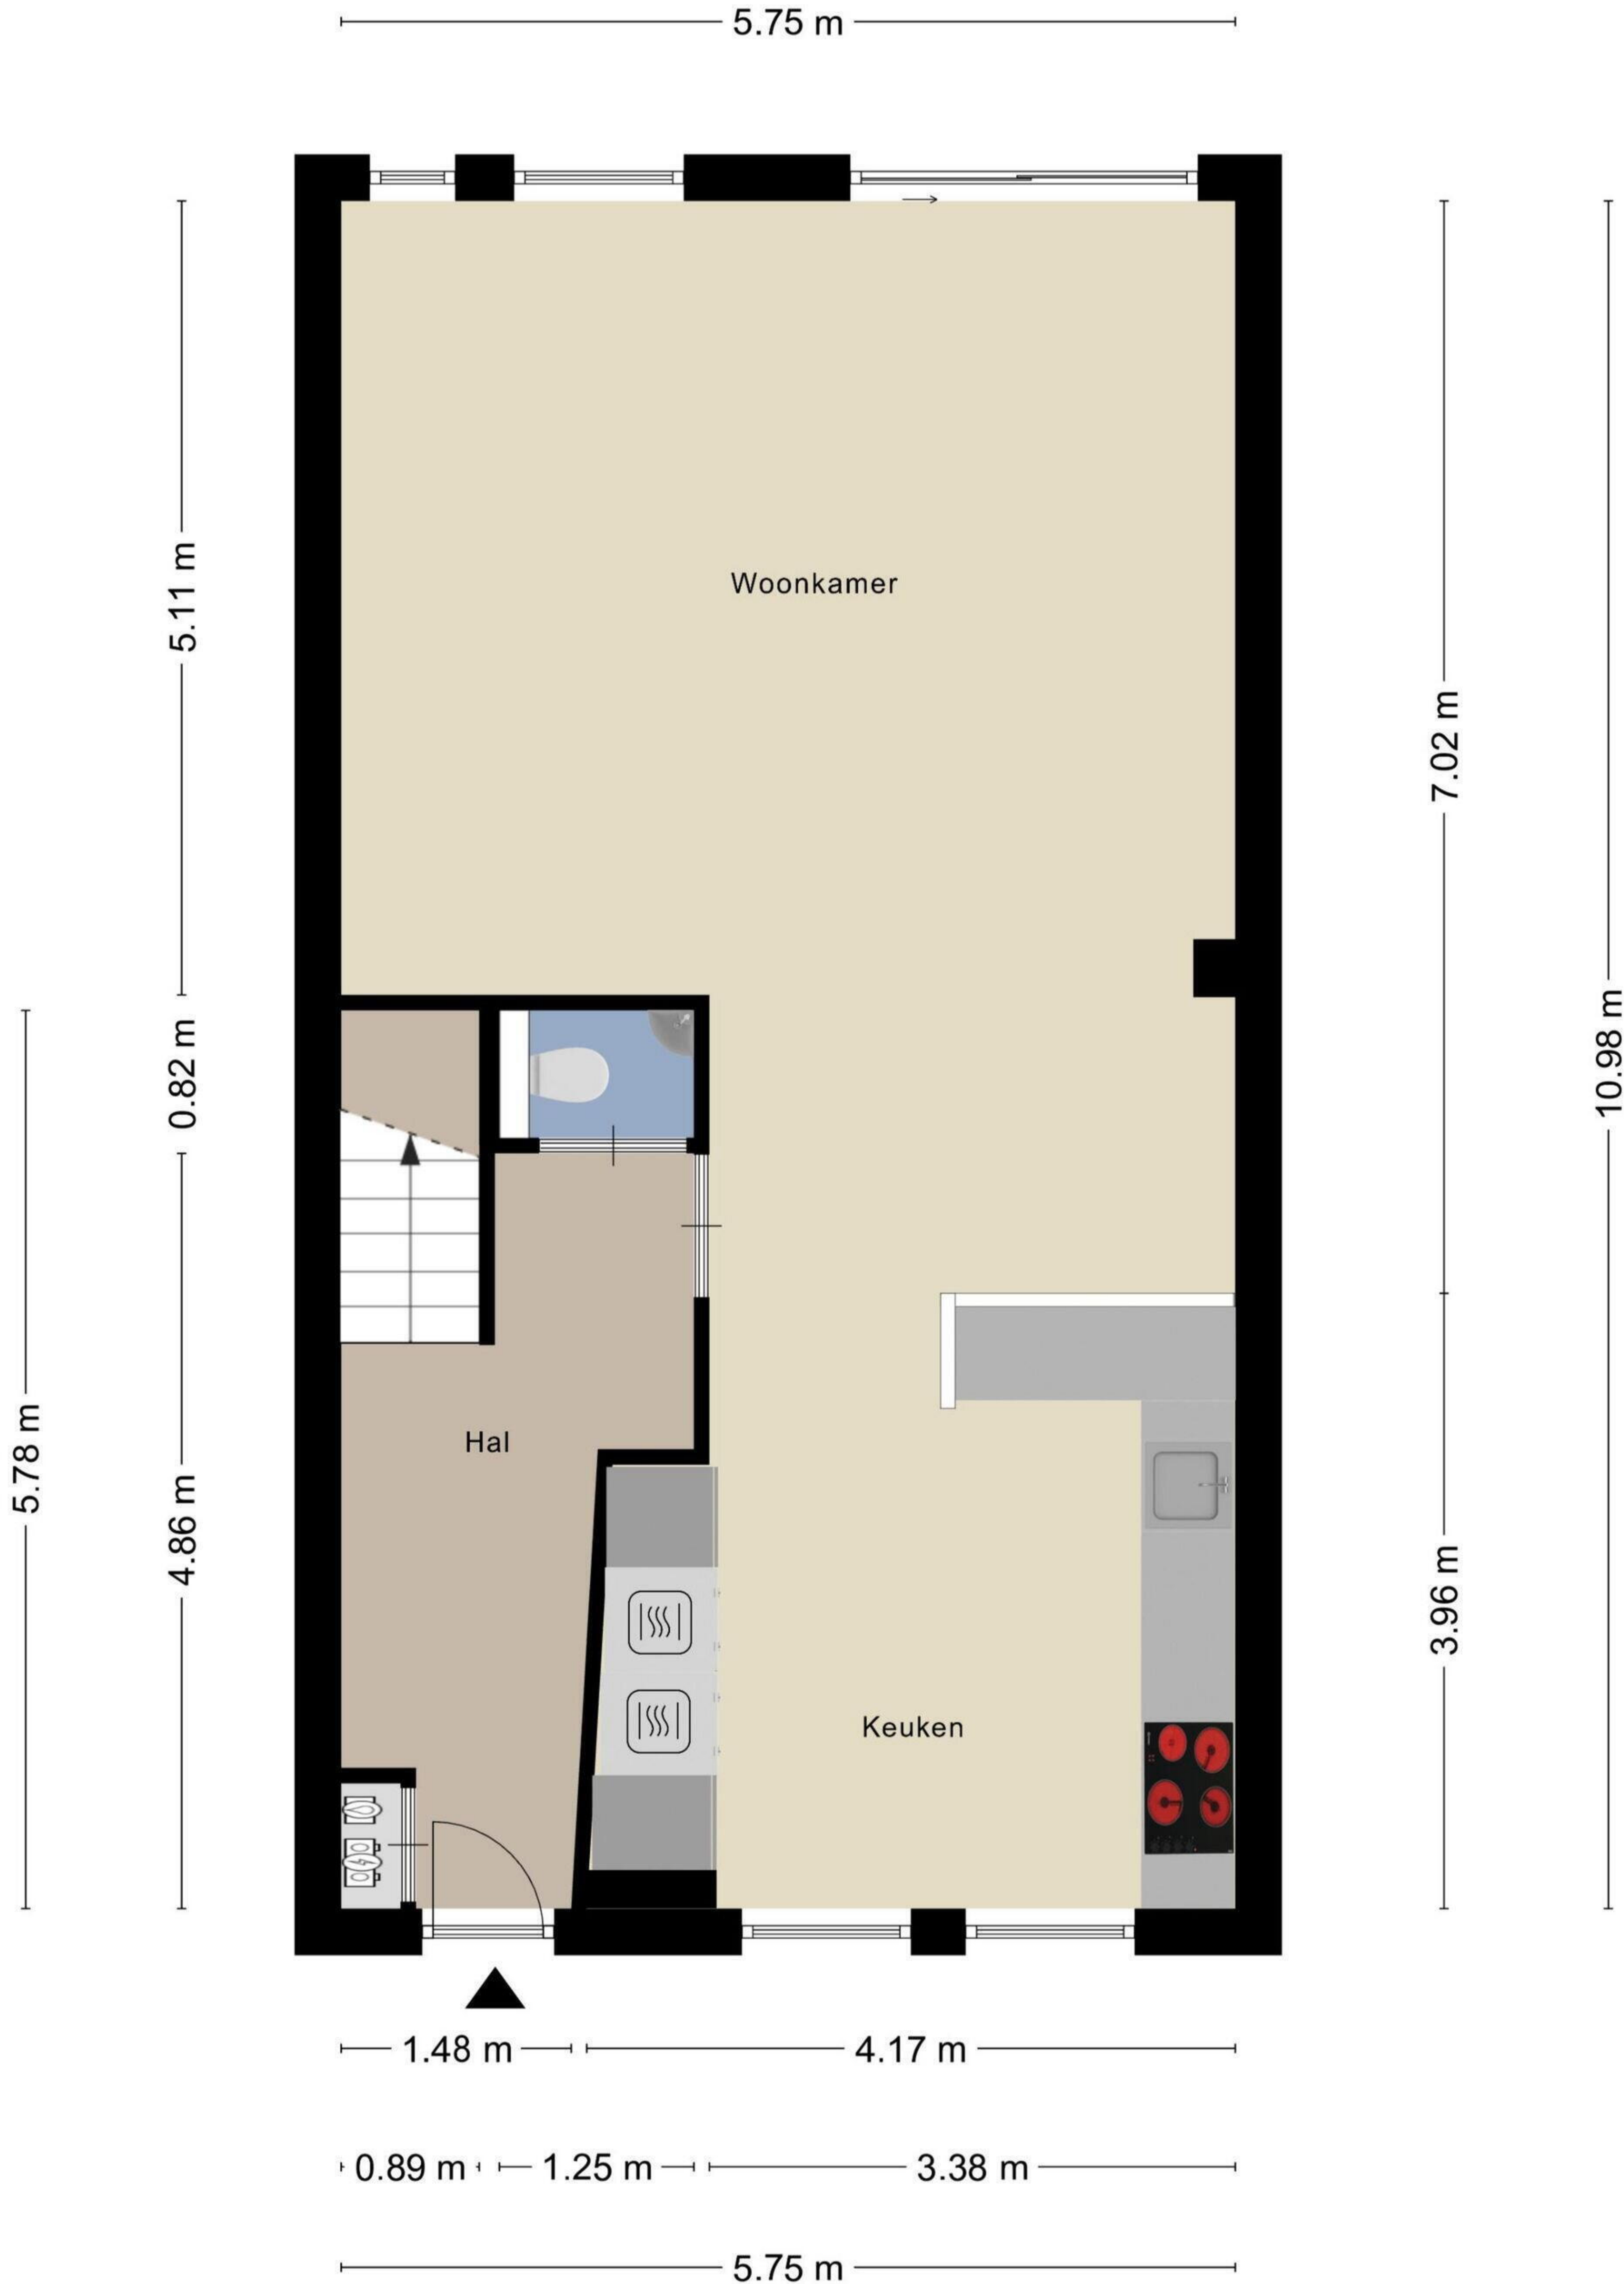 5.75 m
Woonkamer
5.11 m
7.02 m
0.82 m
10.98 m
Hal
5.78 m
4.86 m
3.96 m
Keuken
1.48 m
4.17 m
0.89 m
1.25 m
3.38 m
5.75 m